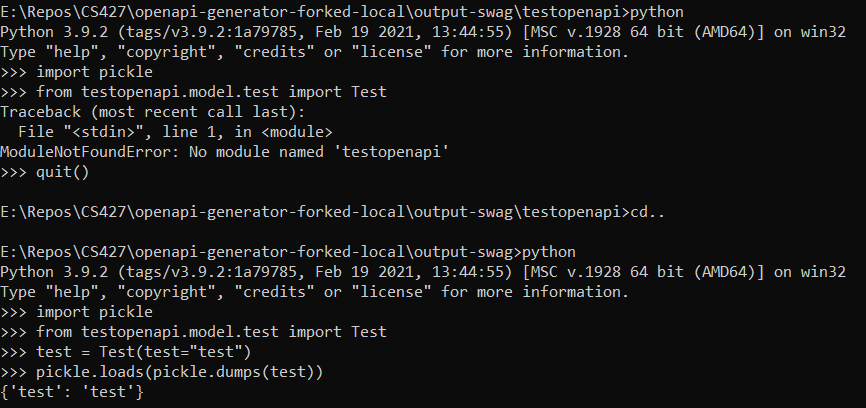 E:\Repos\CS427\openapi-generator-forked-local\output-swag\testopenapi>python
Python 3.9.2 (tags/v3.9.2:1a79785, Feb 19 2021, 13:44:55) [MSC v.1928 64 bit (AMD64)] on win32
Type "help", "copyright", "credits" or "license" for more information.
>>> import pickle
>>> from testopenapi.model.test import Test
Traceback (most recent call last):
  File "<stdin>", line 1, in <module>
ModuleNotFoundError: No module named 'testopenapi'
>>> quit()
E:\Repos\CS427\openapi-generator-forked-local\output-swag\testopenapi>cd..
E:\Repos\CS427\openapi-generator-forked-local\output-swag>python
Python 3.9.2 (tags/v3.9.2:1a79785, Feb 19 2021, 13:44:55) [MSC v.1928 64 bit (AMD64)] on win32
Type "help", "copyright", "credits" or "license" for more information.
>>> import pickle
>>> from testopenapi.model.test import Test
>>> test = Test(test="test")
>>> pickle.loads(pickle.dumps(test))
{'test': 'test'}